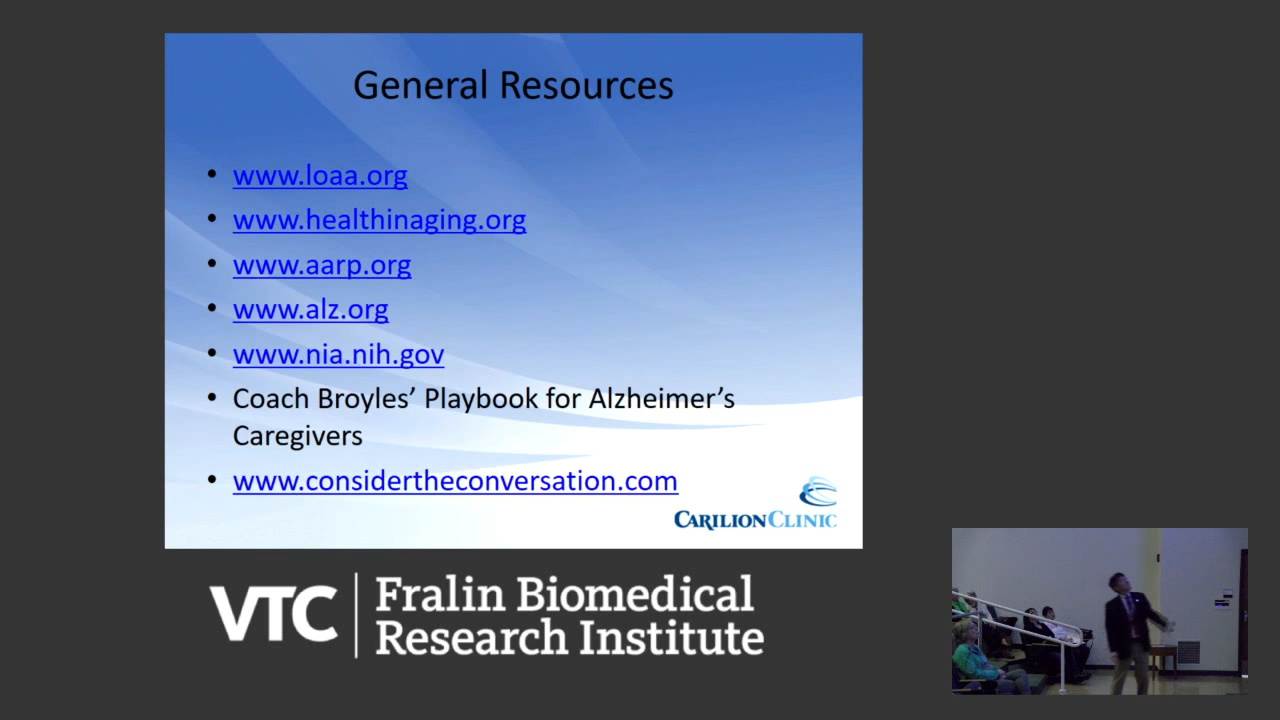 General Resources
• www.loaa.org
• www.healthinaging.org
• www.aarp.org
• www.alz.org
• www.nia.nih.gov
• Coach Broyles’ Playbook for Alzheimer’s
Caregivers
• www.considertheconversation.com
CARILION CLINIC
VTC
Fralin Biomedical
Research Institute